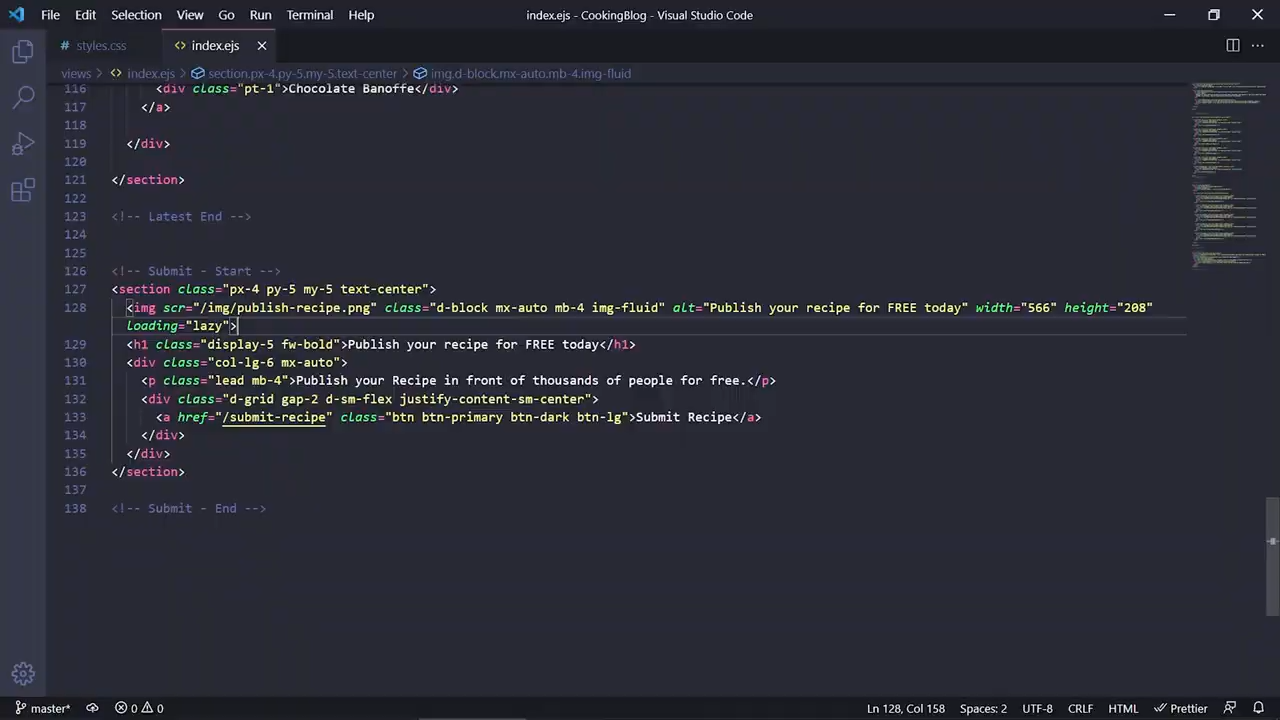 File Edit Selection View Go Run Terminal Help index.ejs - CookingBlog - Visual Studio Code
# styles.css <> index.ejs
views > <> index.ejs > section.px-4.py-5.my-5.text-center > img.d-block.mx-auto.mb-4.img-fluid
116 <div class="pt-1">Chocolate Banoffe</div>
117 </a>
118
119 </div>
120
121 </section>
122
123 <!-- Latest End -->
124
125
126 <!-- Submit - Start -->
127 <section class="px-4 py-5 my-5 text-center">
128 <img scr="/img/publish-recipe.png" class="d-block mx-auto mb-4 img-fluid" alt="Publish your recipe for FREE today" width="566" height="208"
loading="lazy">
129 <h1 class="display-5 fw-bold">Publish your recipe for FREE today</h1>
130 <div class="col-lg-6 mx-auto">
131 <p class="lead mb-4">Publish your Recipe in front of thousands of people for free.</p>
132 <div class="d-grid gap-2 d-sm-flex justify-content-sm-center">
133 <a href="/submit-recipe" class="btn btn-primary btn-dark btn-lg">Submit Recipe</a>
134 </div>
135 </div>
136 </section>
137
138 <!-- Submit - End -->
master* 0 0 Ln 128, Col 158 Spaces: 2 UTF-8 CRLF HTML Prettier